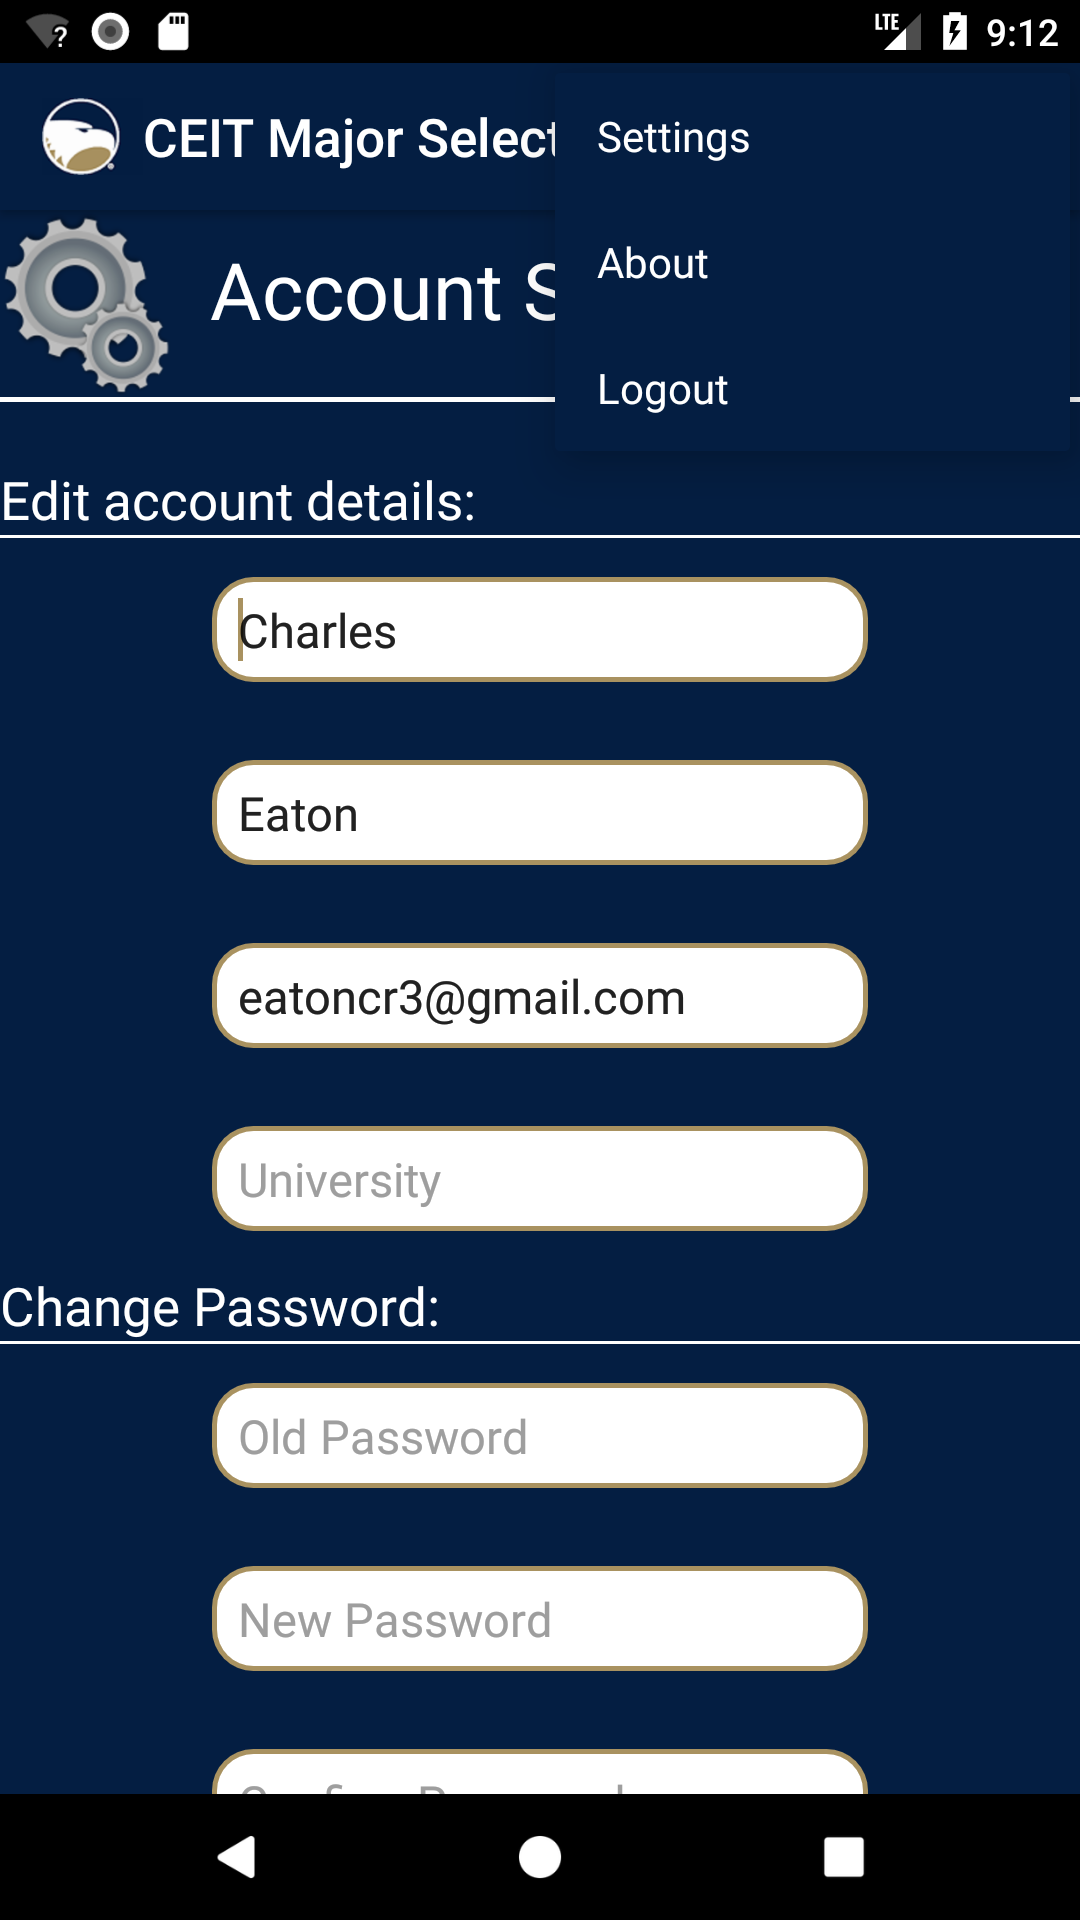 LTE 9:12
CEIT Major Select
Settings
About
Logout
Account S
Edit account details:
Charles
Eaton
eatoncr3@gmail.com
University
Change Password:
Old Password
New Password